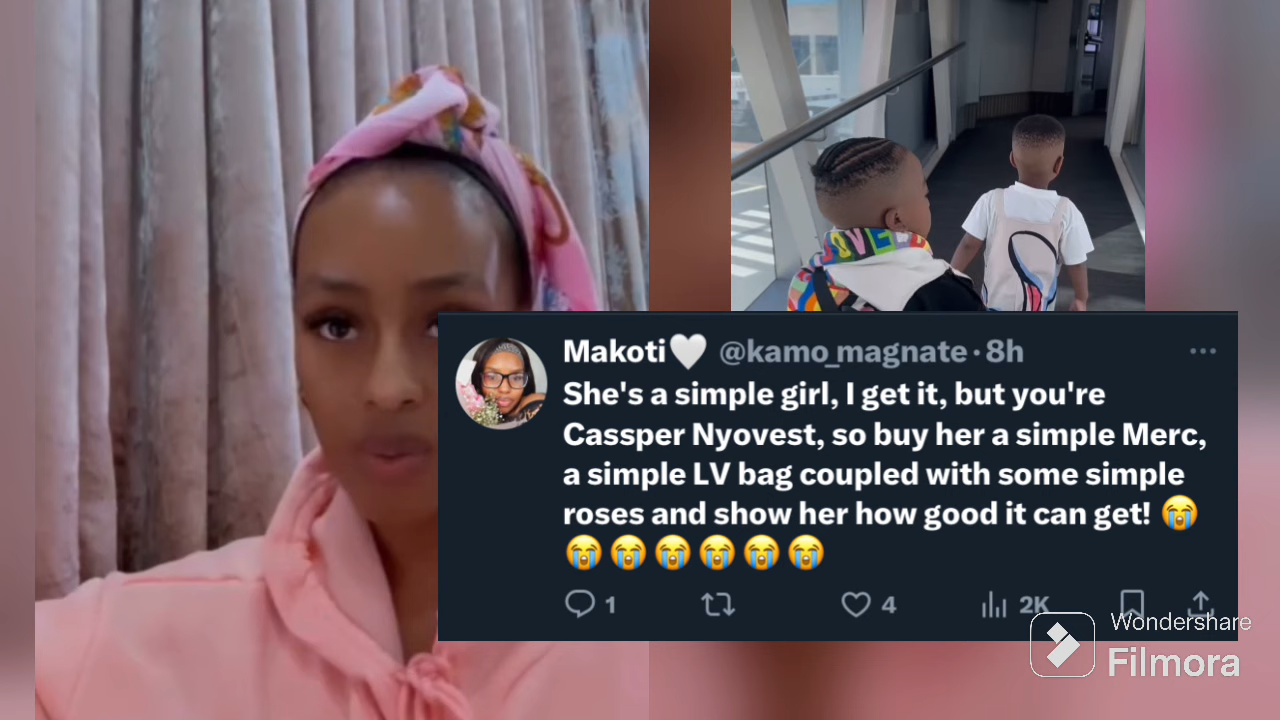 LOVE
Makoti🤍 @kamo_magnate · 8h
She's a simple girl, I get it, but you're
Cassper Nyovest, so buy her a simple Merc,
a simple LV bag coupled with some simple
roses and show her how good it can get! 😭
😭😭😭😭😭😭
1 4 2K
Wondershare
Filmora